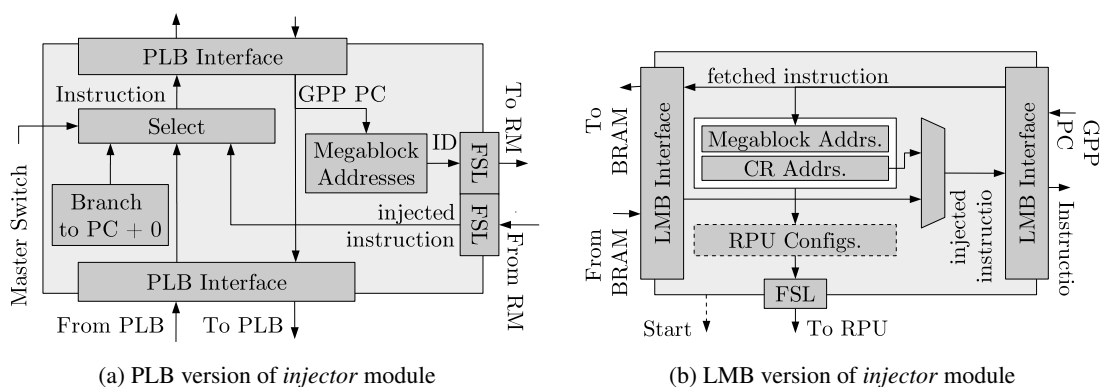 PLB Interface
Instruction
GPP PC
Select
Megablock
Addresses
ID
FSL
To RM
Branch
to PC + 0
injected
instruction
FSL
From RM
Master Switch
PLB Interface
From PLB
To PLB
(a) PLB version of injector module
fetched instruction
To
BRAM
LMB Interface
Megablock Addrs.
CR Addrs.
LMB Interface
GPP
PC
From
BRAM
RPU Configs.
injected
instructio
Instructio
FSL
Start
To RPU
(b) LMB version of injector module